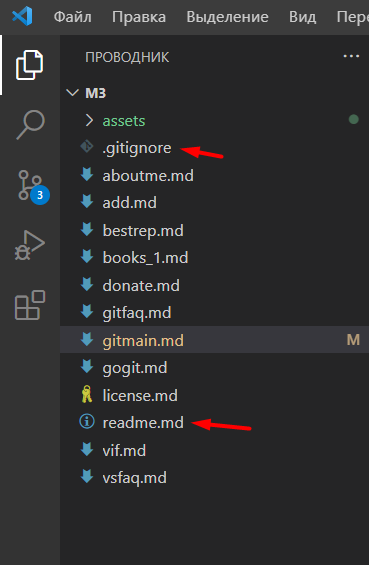 Файл Правка Выделение Вид Пере
ПРОВОДНИК ...
M3
assets
.gitignore
aboutme.md
add.md
bestrep.md
books_1.md
donate.md
gitfaq.md
gitmain.md M
gogit.md
license.md
readme.md
vif.md
vsfaq.md
3